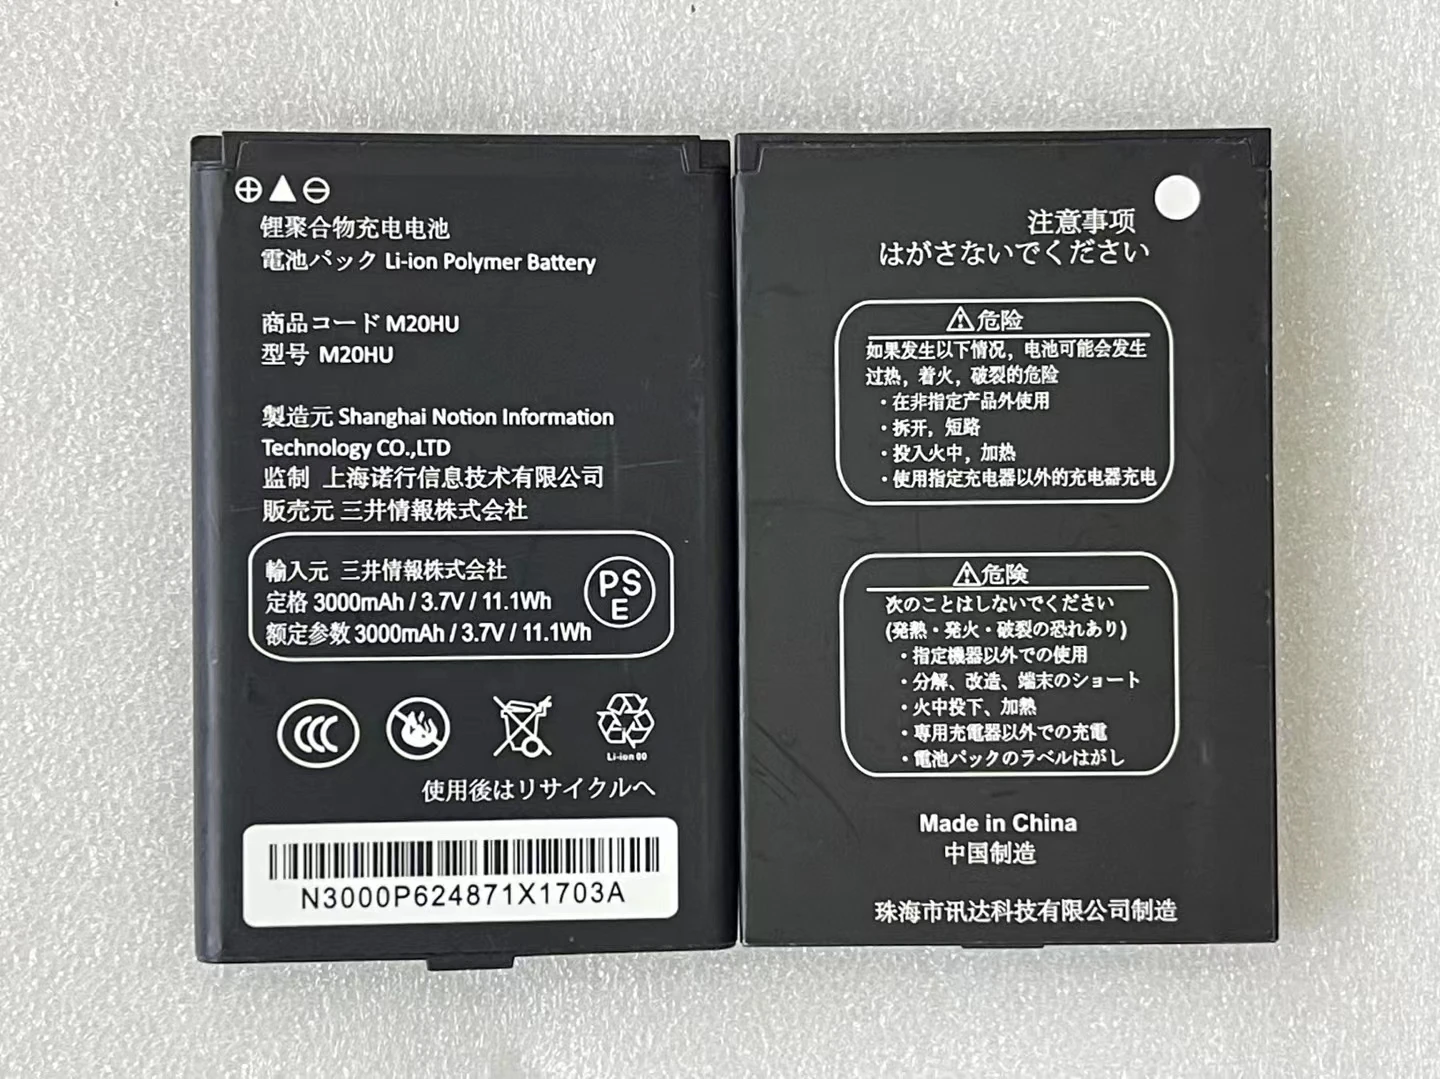 锂聚合物充电电池
電池パック Li-ion Polymer Battery
商品コード M20HU
型号 M20HU
製造元 Shanghai Notion Information
Technology CO.,LTD
监制 上海诺行信息技术有限公司
販売元 三井情報株式会社
輸入元 三井情報株式会社
定格 3000mAh / 3.7V / 11.1Wh
额定参数 3000mAh / 3.7V / 11.1Wh
PS
E
CCC
Li-ion 00
使用後はリサイクルへ
N3000P624871X1703A
注意事项
はがさないでください
危险
如果发生以下情况，电池可能会发生
过热，着火，破裂的危险
・在非指定产品外使用
・拆开，短路
・投入火中，加热
・使用指定充电器以外的充电器充电
危険
次のことはしないでください
(発熱・発火・破裂の恐れあり)
・指定機器以外での使用
・分解、改造、端末のショート
・火中投下、加熱
・専用充電器以外での充電
・電池パックのラベルはがし
Made in China
中国制造
珠海市讯达科技有限公司制造